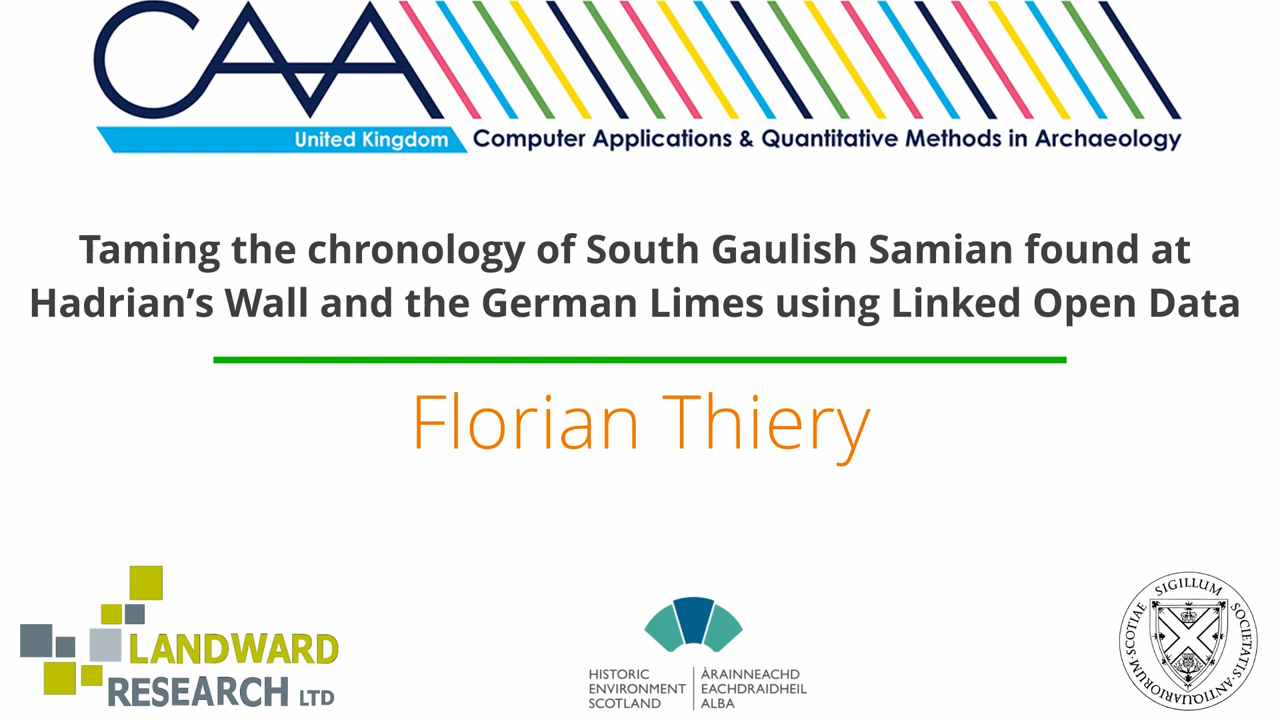 CAA
United Kingdom
Computer Applications & Quantitative Methods in Archaeology
Taming the chronology of South Gaulish Samian found at
Hadrian’s Wall and the German Limes using Linked Open Data
Florian Thiery
LANDWARD
RESEARCH LTD
HISTORIC
ENVIRONMENT
SCOTLAND
ÀRAINNEACHD
EACHDRAIDHEIL
ALBA
SIGILLUM SOCIETATIS·ANTIQUARIORUM·SCOTIAE